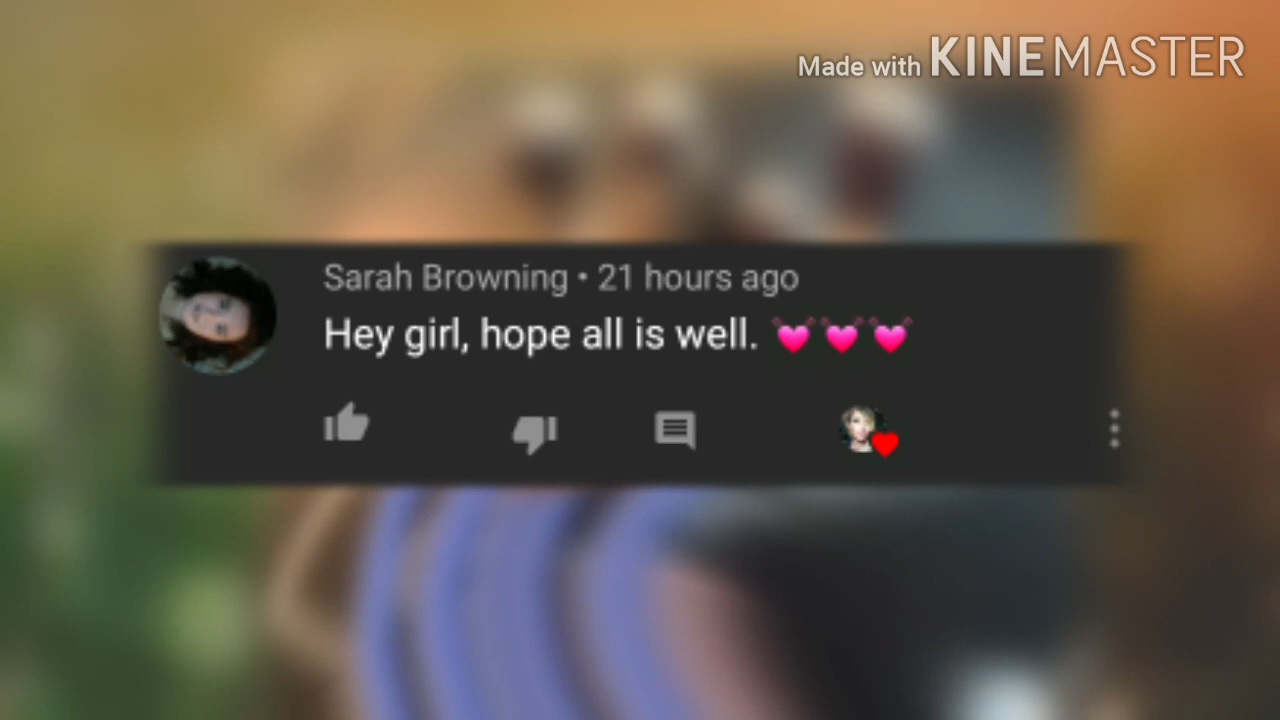 Made with KINEMASTER
Sarah Browning • 21 hours ago
Hey girl, hope all is well. 💓💓💓